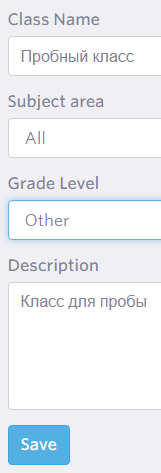 Class Name
Пробный класс
Subject area
All
Grade Level
Other
Description
Класс для пробы
Save